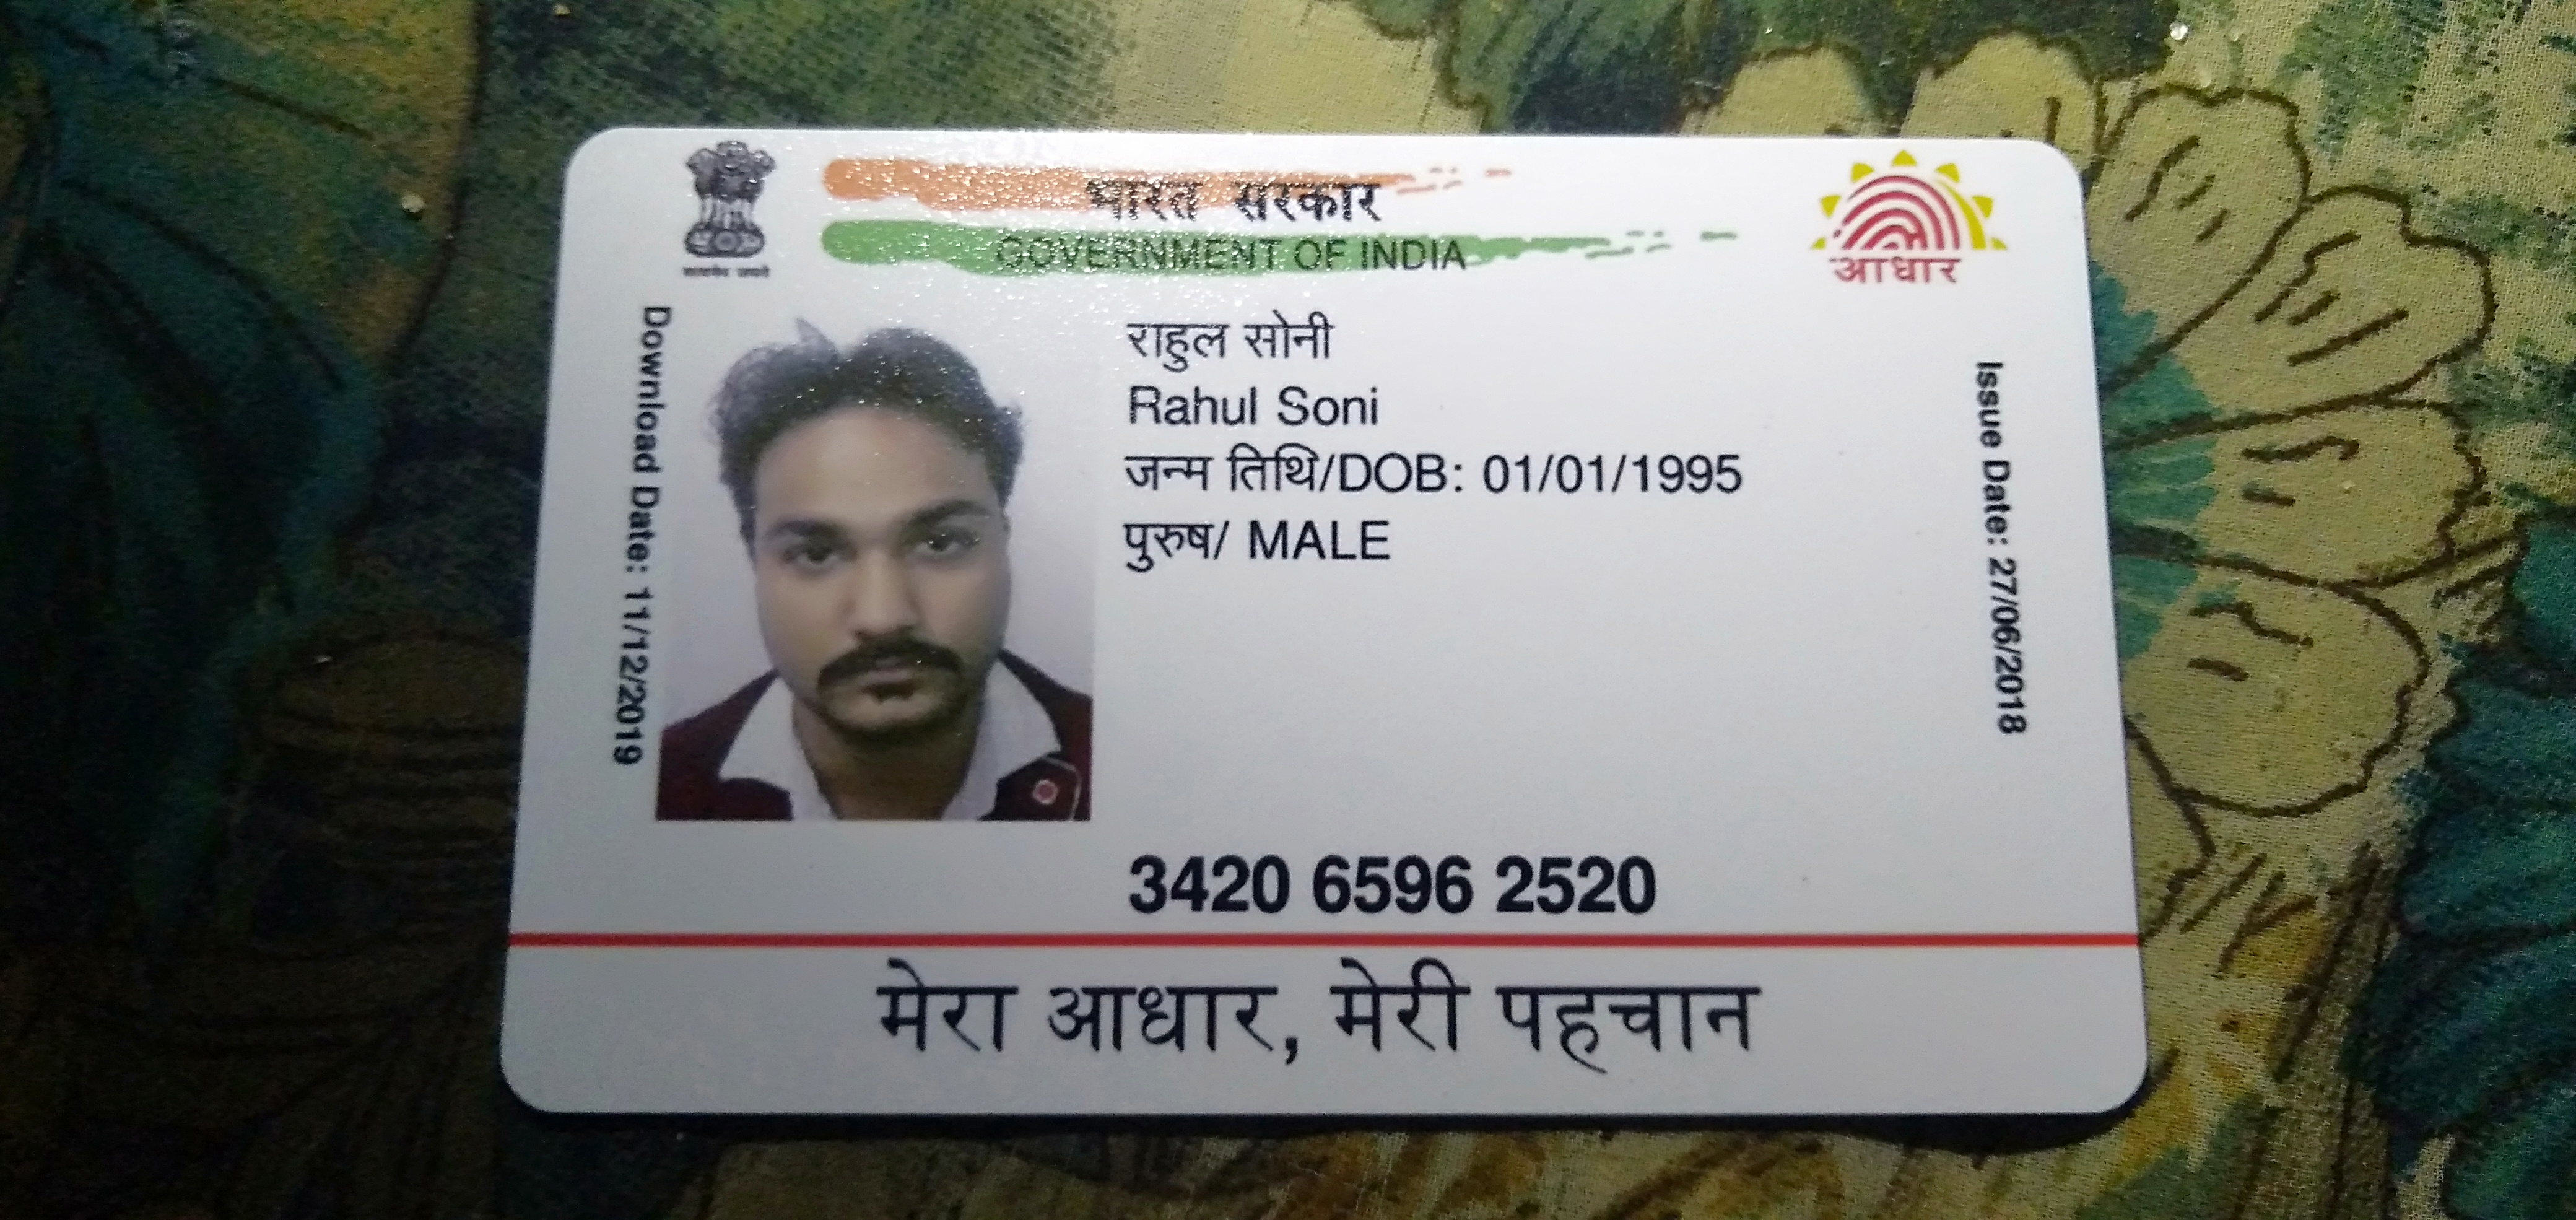 भारत सरकार
GOVERNMENT OF INDIA
आधार
Download Date: 11/12/2019
राहुल सोनी
Rahul Soni
जन्म तिथि/DOB: 01/01/1995
पुरुष/ MALE
Issue Date: 27/06/2018
3420 6596 2520
मेरा आधार, मेरी पहचान